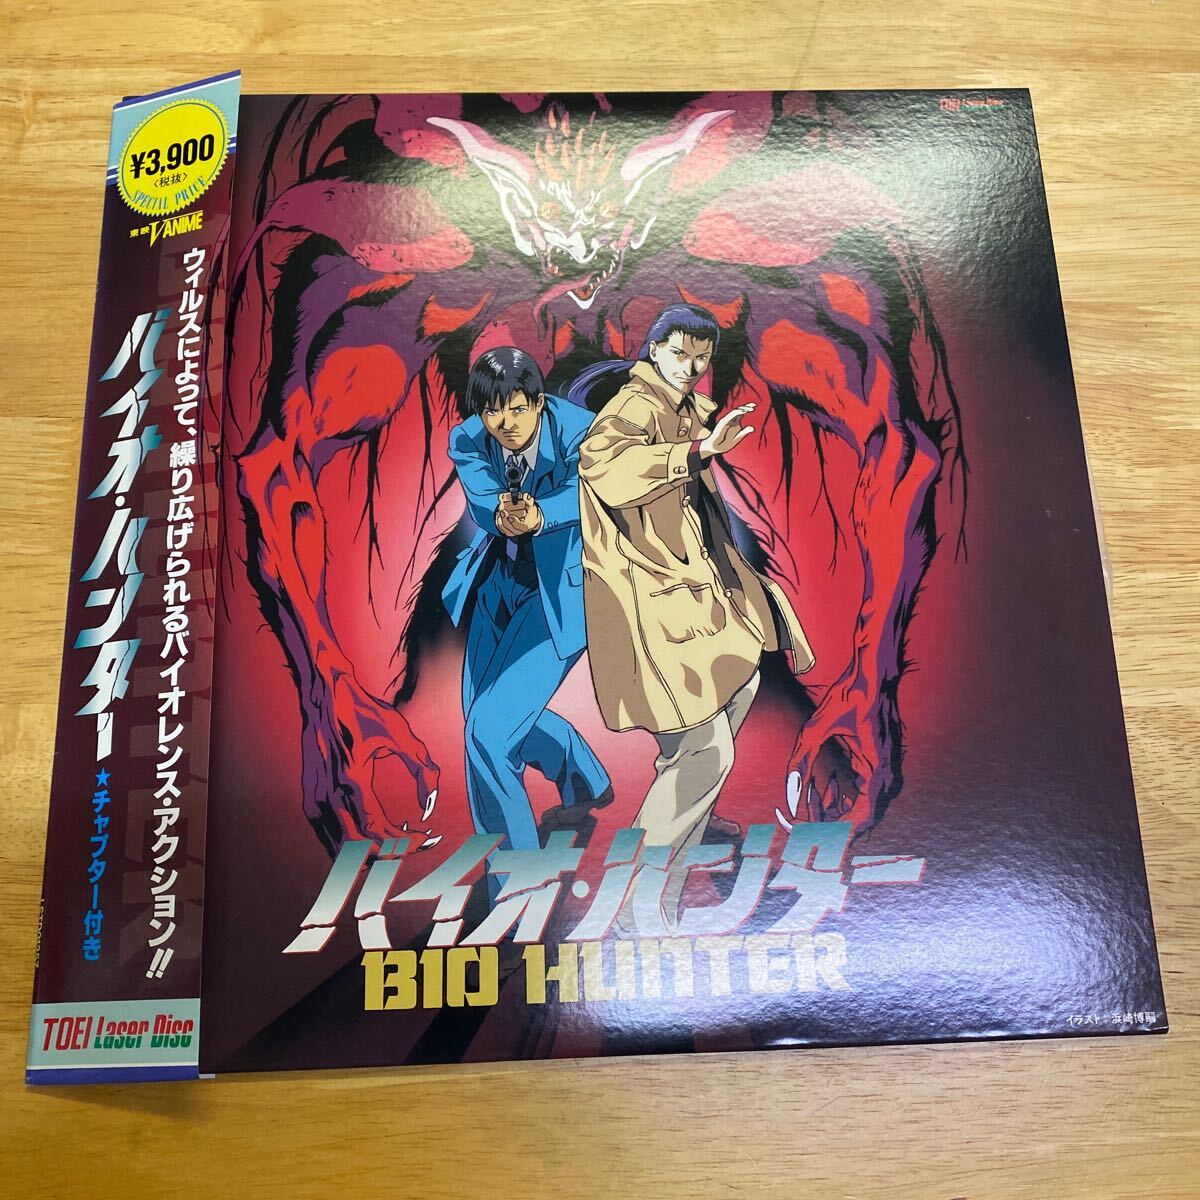 ¥3,900
〈税抜〉
SPECIAL PRICE
東映V ANIME
ウィルスによって、繰り広げられるバイオレンス・アクション!!
バイオ・ハンター
★チャプター付き
TOEI Laser Disc
TOEI Laser Disc
バイオ・ハンター
BIO HUNTER
イラスト・浜崎博嗣